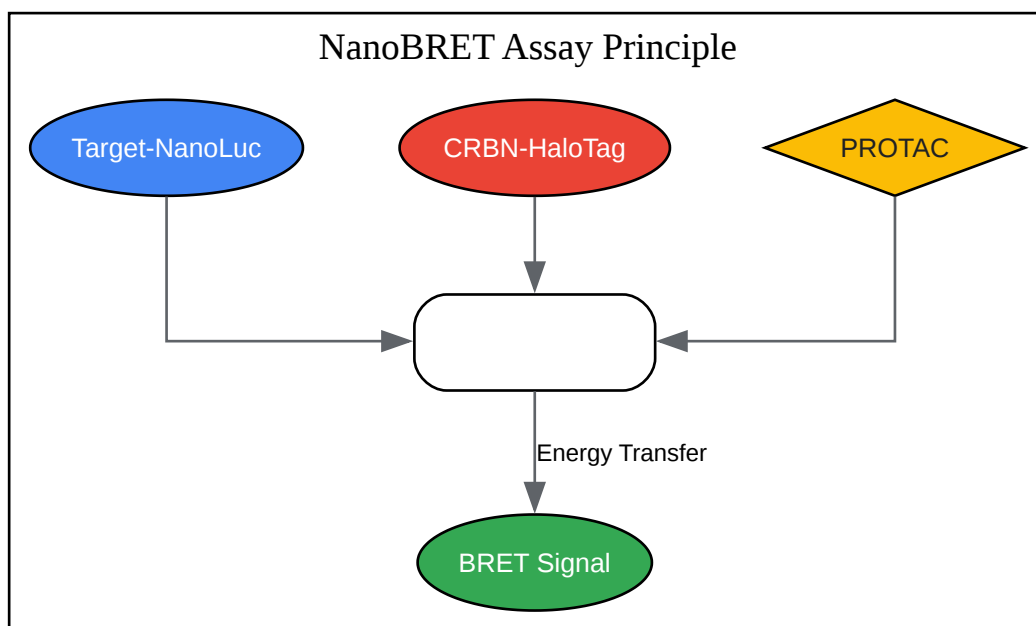 NanoBRET Assay Principle
Target-NanoLuc
CRBN-HaloTag
PROTAC
Energy Transfer
BRET Signal